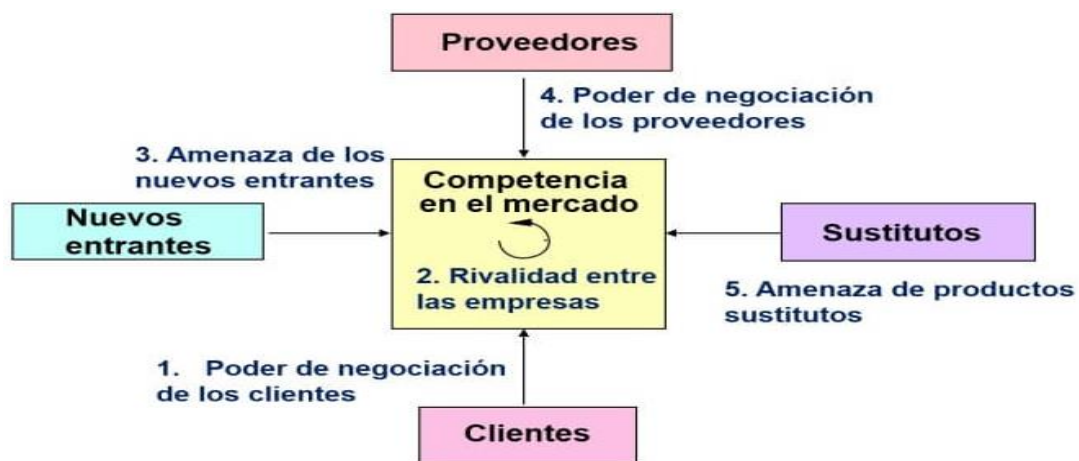 Proveedores
4. Poder de negociación
de los proveedores
3. Amenaza de los
nuevos entrantes
Competencia
en el mercado
Nuevos
entrantes
2. Rivalidad entre
las empresas
Sustitutos
5. Amenaza de productos
sustitutos
1. Poder de negociación
de los clientes
Clientes